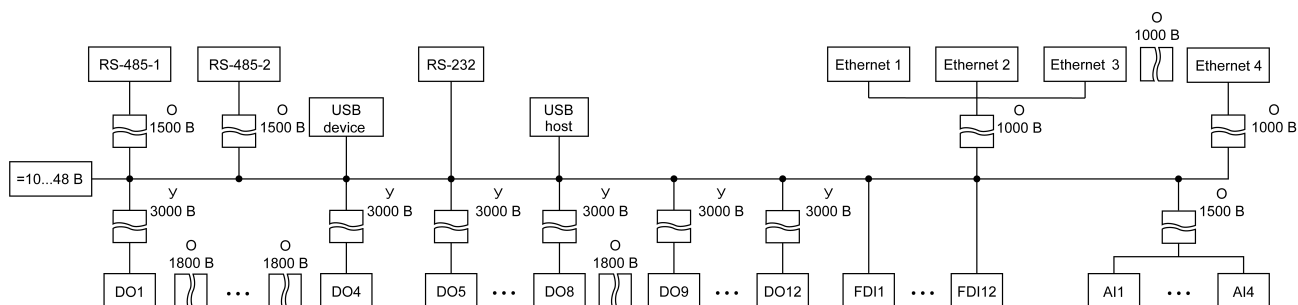 О
1000 В
RS-485-1
RS-485-2
RS-232
Ethernet 1
Ethernet 2
Ethernet 3
Ethernet 4
О
1500 В
О
1500 В
USB
device
USB
host
О
1000 В
О
1000 В
=10...48 В
У
3000 В
У
3000 В
У
3000 В
У
3000 В
У
3000 В
У
3000 В
О
1500 В
О
1800 В
О
1800 В
О
1800 В
DO1
...
DO4
DO5
...
DO8
DO9
...
DO12
FDI1
...
FDI12
AI1
...
AI4